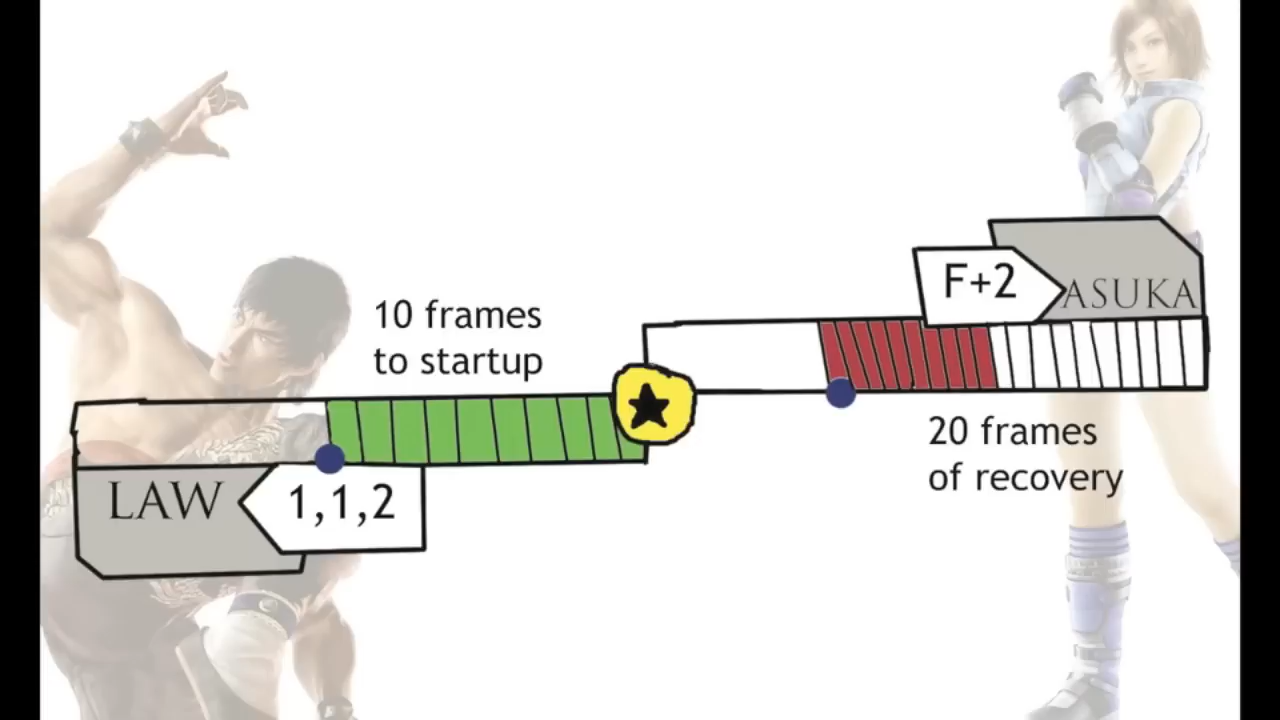 F+2
ASUKA
10 frames
to startup
20 frames
of recovery
LAW
1,1,2